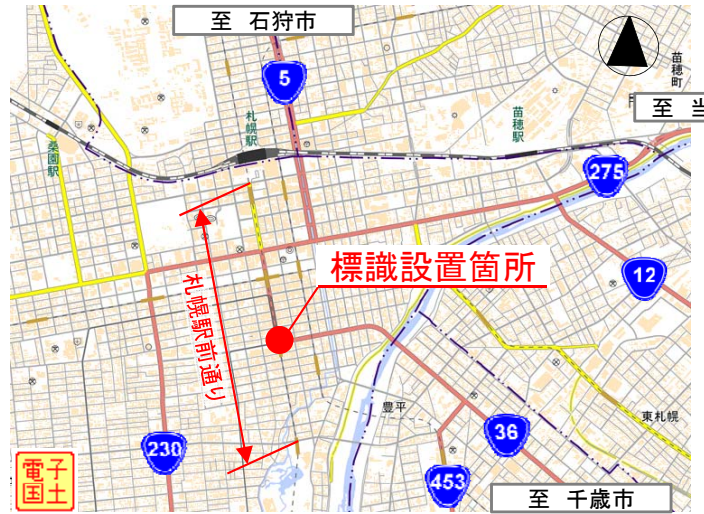 至 石狩市
5
苗穂町
至 当
札幌駅
苗穂駅
桑園駅
275
標識設置箇所
12
札幌駅前通り
豊平
東札幌
36
230
453
電子
国土
至 千歳市